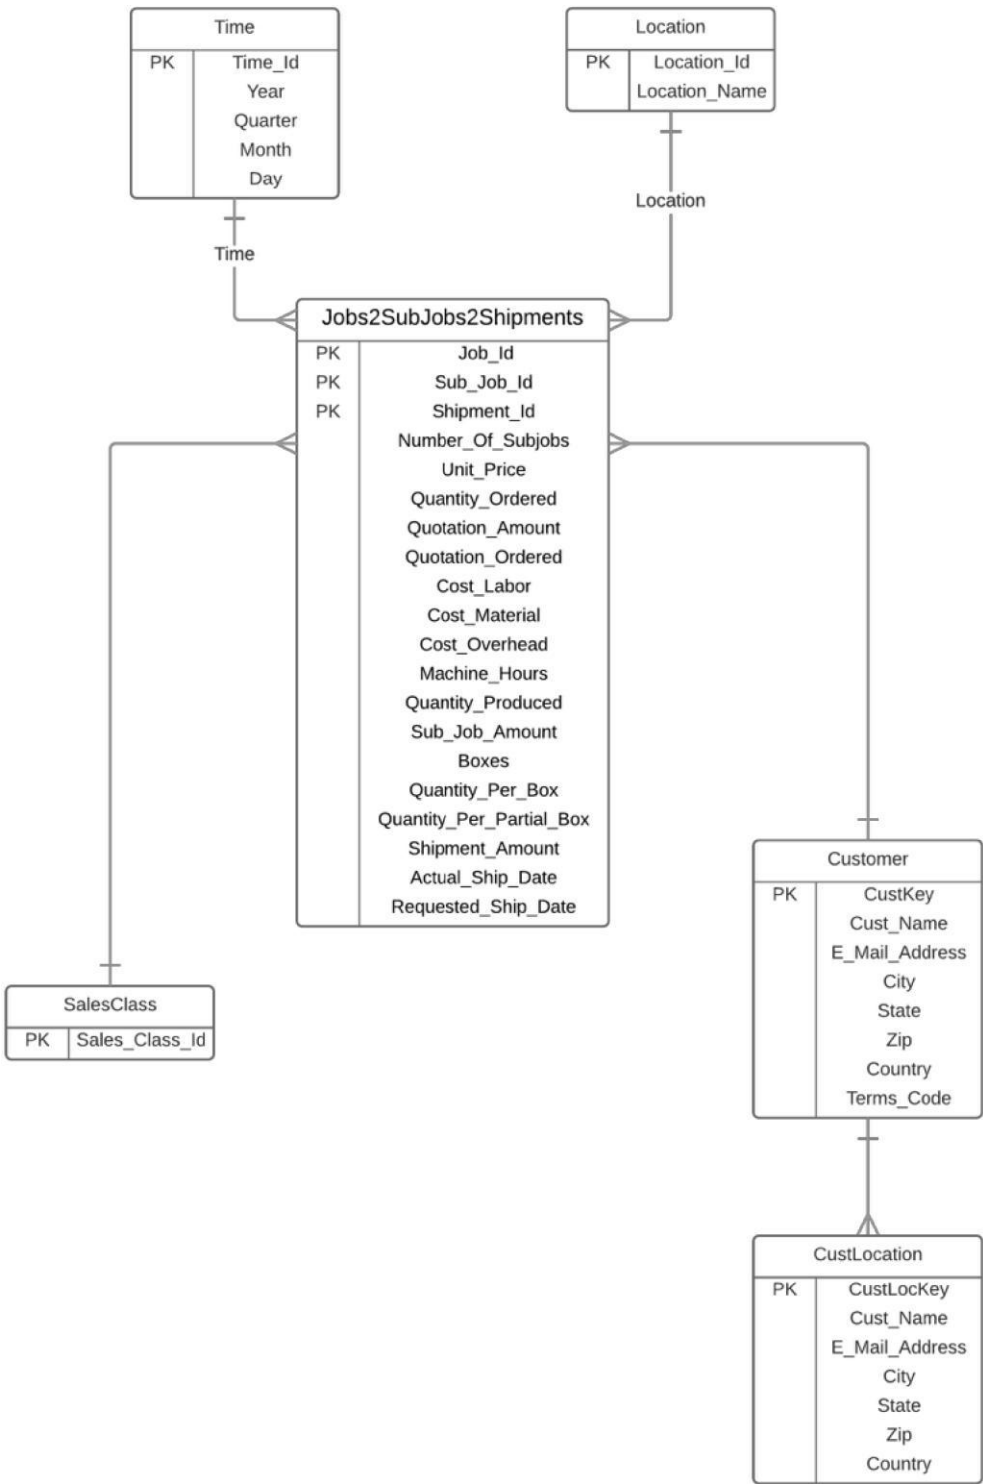 Time
PK Time_Id
Year
Quarter
Month
Day
Location
PK Location_Id
Location_Name
Time
Location
Jobs2SubJobs2Shipments
PK Job_Id
PK Sub_Job_Id
PK Shipment_Id
Number_Of_Subjobs
Unit_Price
Quantity_Ordered
Quotation_Amount
Quotation_Ordered
Cost_Labor
Cost_Material
Cost_Overhead
Machine_Hours
Quantity_Produced
Sub_Job_Amount
Boxes
Quantity_Per_Box
Quantity_Per_Partial_Box
Shipment_Amount
Actual_Ship_Date
Requested_Ship_Date
SalesClass
PK Sales_Class_Id
Customer
PK CustKey
Cust_Name
E_Mail_Address
City
State
Zip
Country
Terms_Code
CustLocation
PK CustLocKey
Cust_Name
E_Mail_Address
City
State
Zip
Country